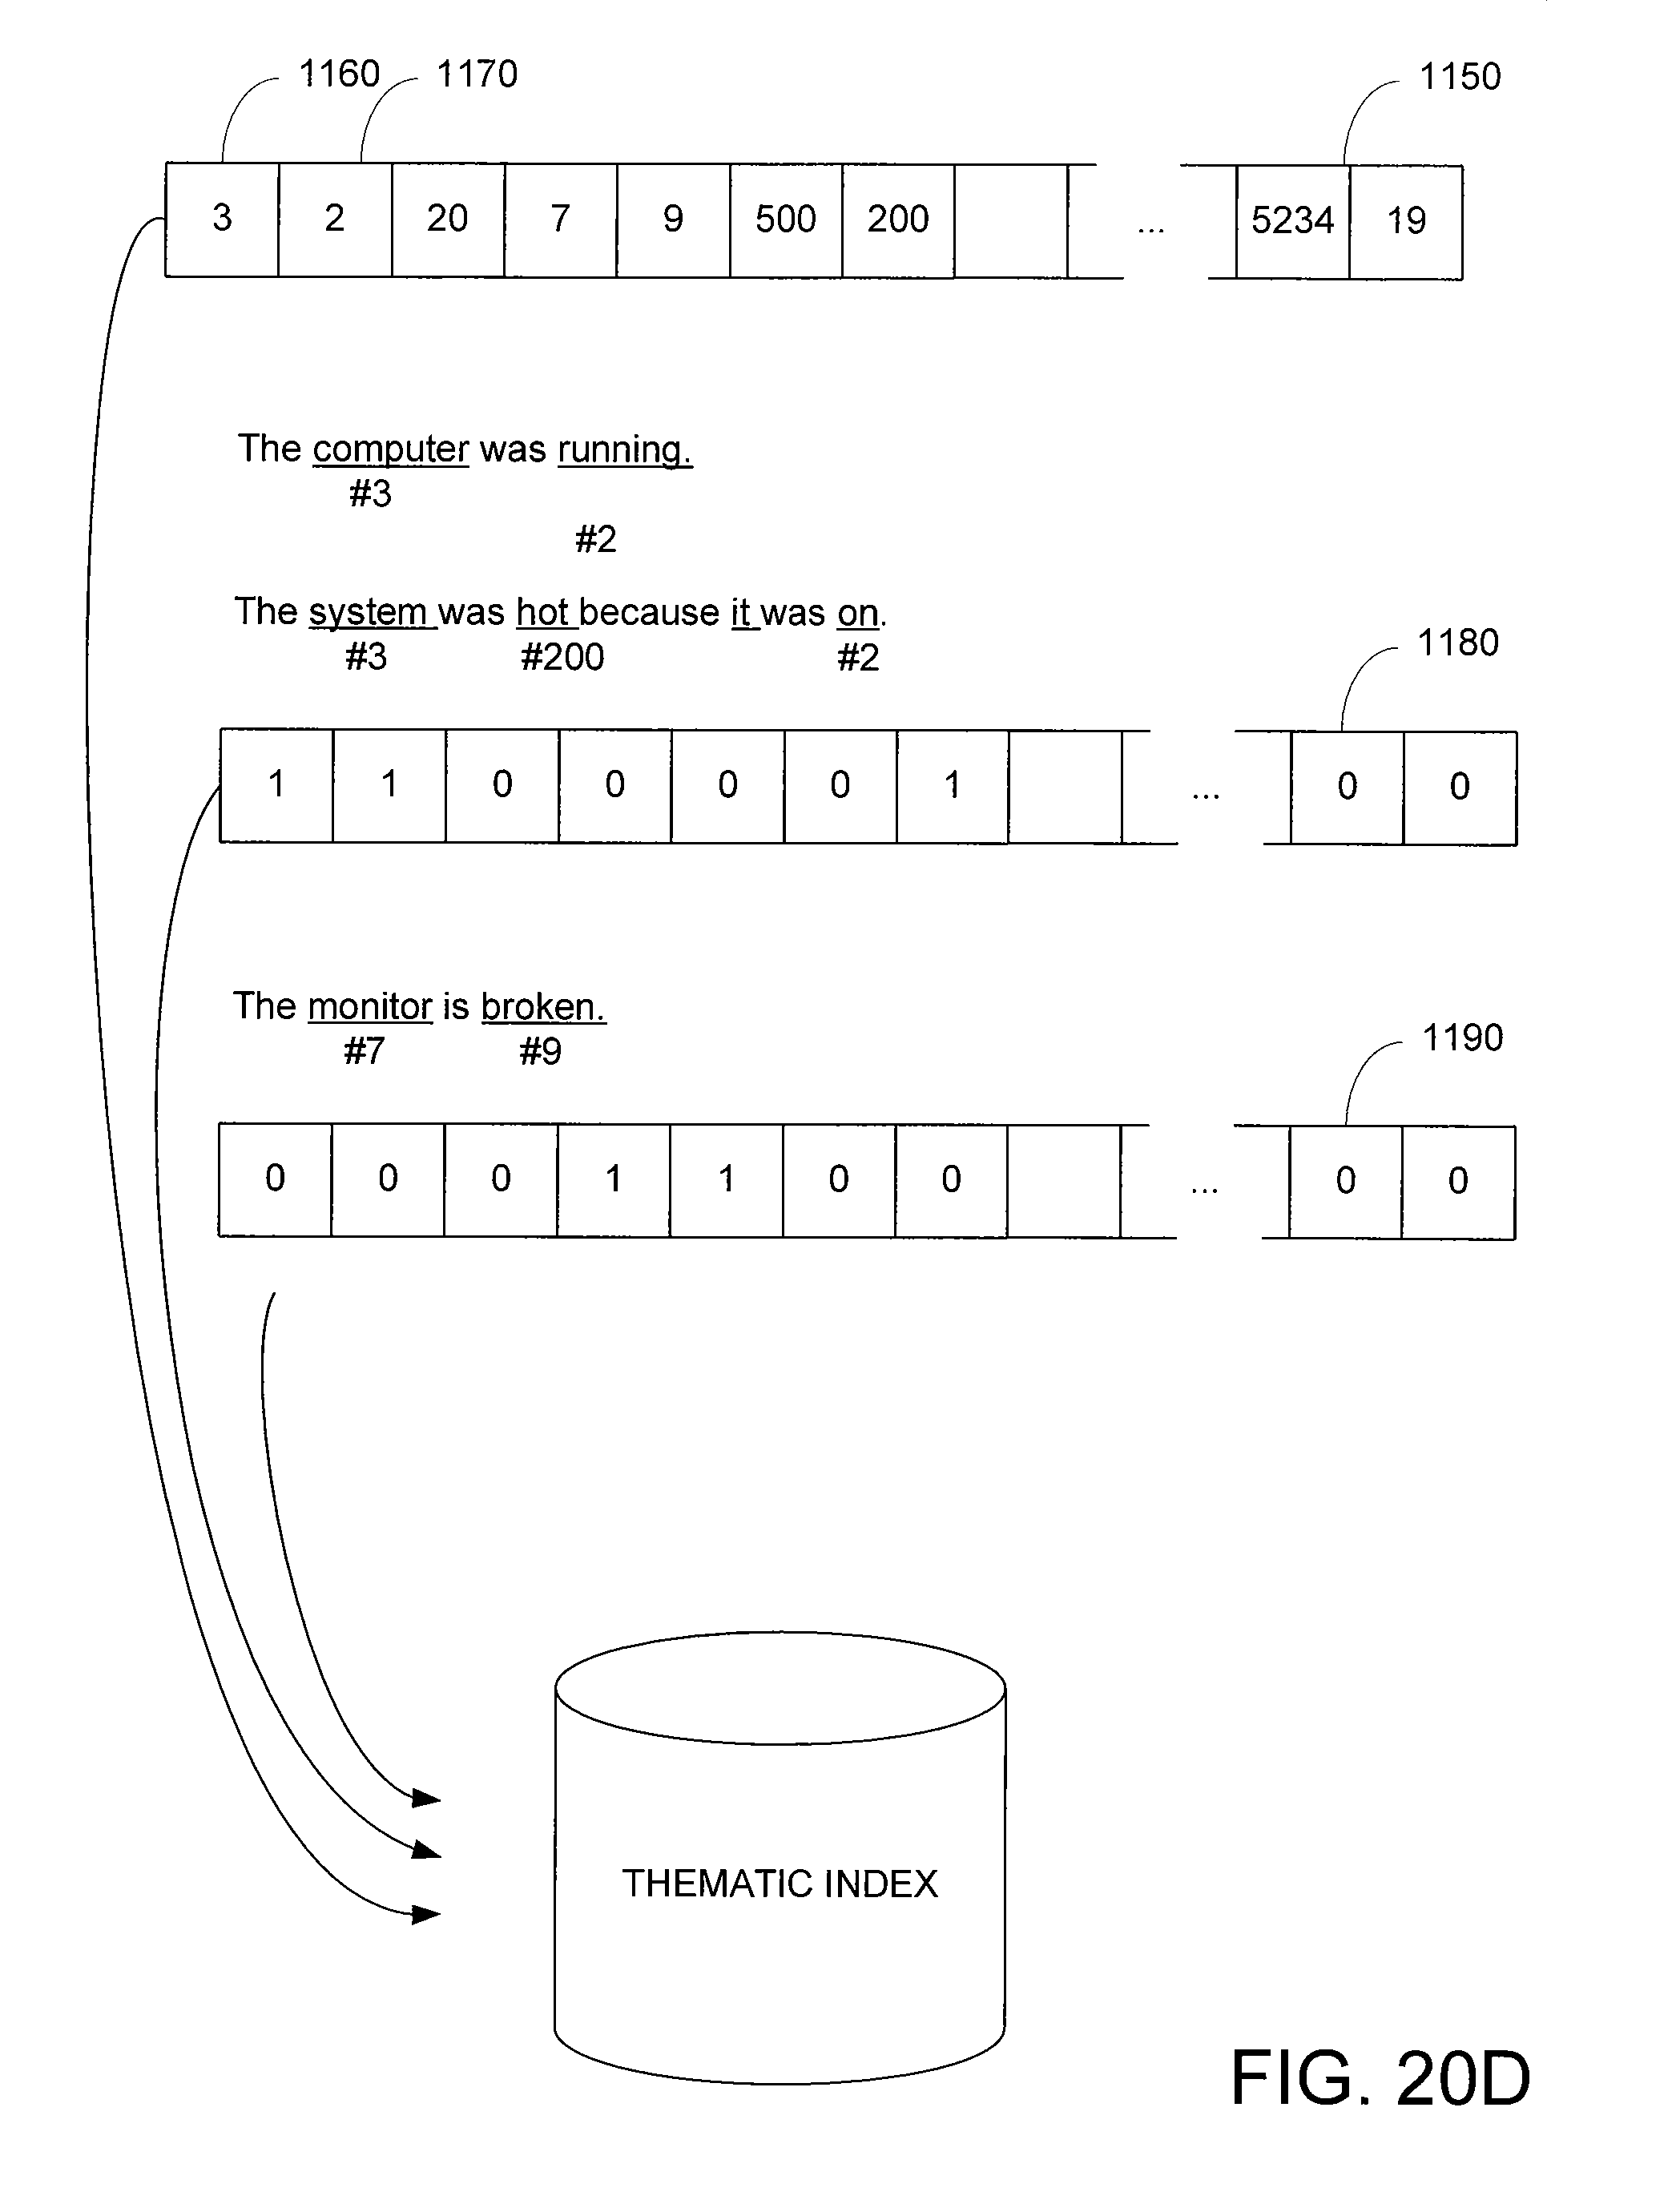 1160 1170 1150
3 2 20 7 9 500 200 ... 5234 19
The computer was running.
#3
#2
The system was hot because it was on.
#3 #200 #2
1180
1 1 0 0 0 0 1 ... 0 0
The monitor is broken.
#7 #9
1190
0 0 0 1 1 0 0 ... 0 0
THEMATIC INDEX
FIG. 20D